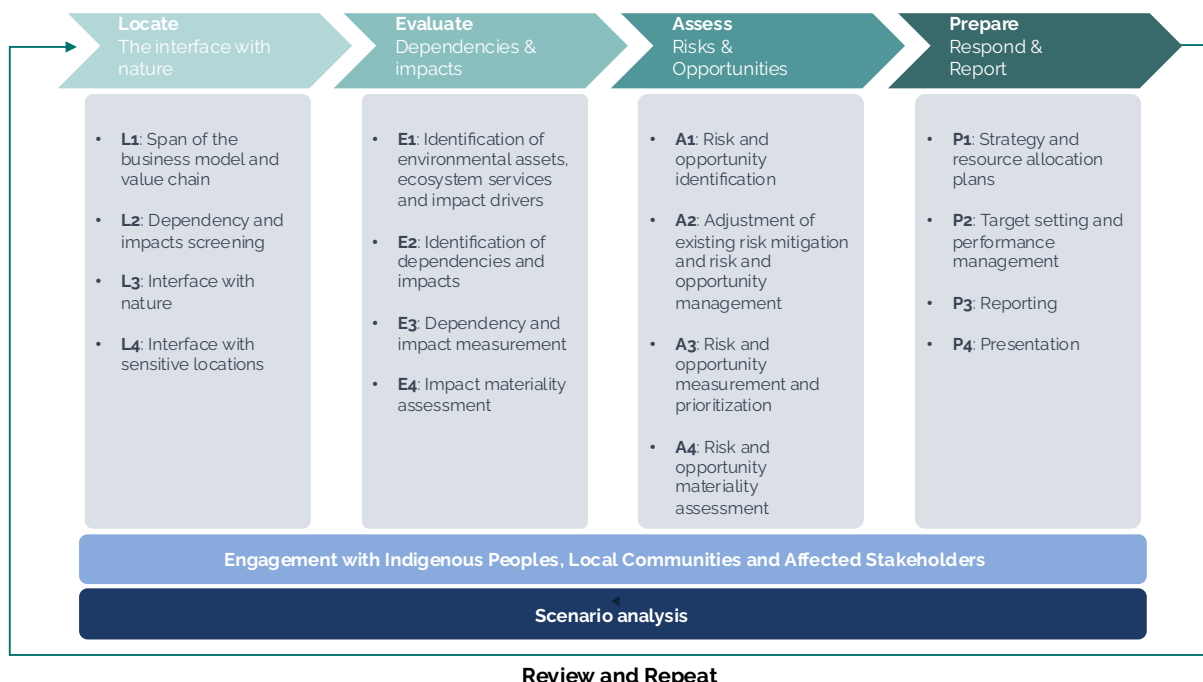 Locate
The interface with
nature
Evaluate
Dependencies &
impacts
Assess
Risks &
Opportunities
Prepare
Respond &
Report
• L1: Span of the
business model and
value chain
• L2: Dependency and
impacts screening
• L3: Interface with
nature
• L4: Interface with
sensitive locations
• E1: Identification of
environmental assets,
ecosystem services
and impact drivers
• E2: Identification of
dependencies and
impacts
• E3: Dependency and
impact measurement
• E4: Impact materiality
assessment
• A1: Risk and
opportunity
identification
• A2: Adjustment of
existing risk mitigation
and risk and
opportunity
management
• A3: Risk and
opportunity
measurement and
prioritization
• A4: Risk and
opportunity
materiality
assessment
• P1: Strategy and
resource allocation
plans
• P2: Target setting and
performance
management
• P3: Reporting
• P4: Presentation
Engagement with Indigenous Peoples, Local Communities and Affected Stakeholders
Scenario analysis
Review and Repeat